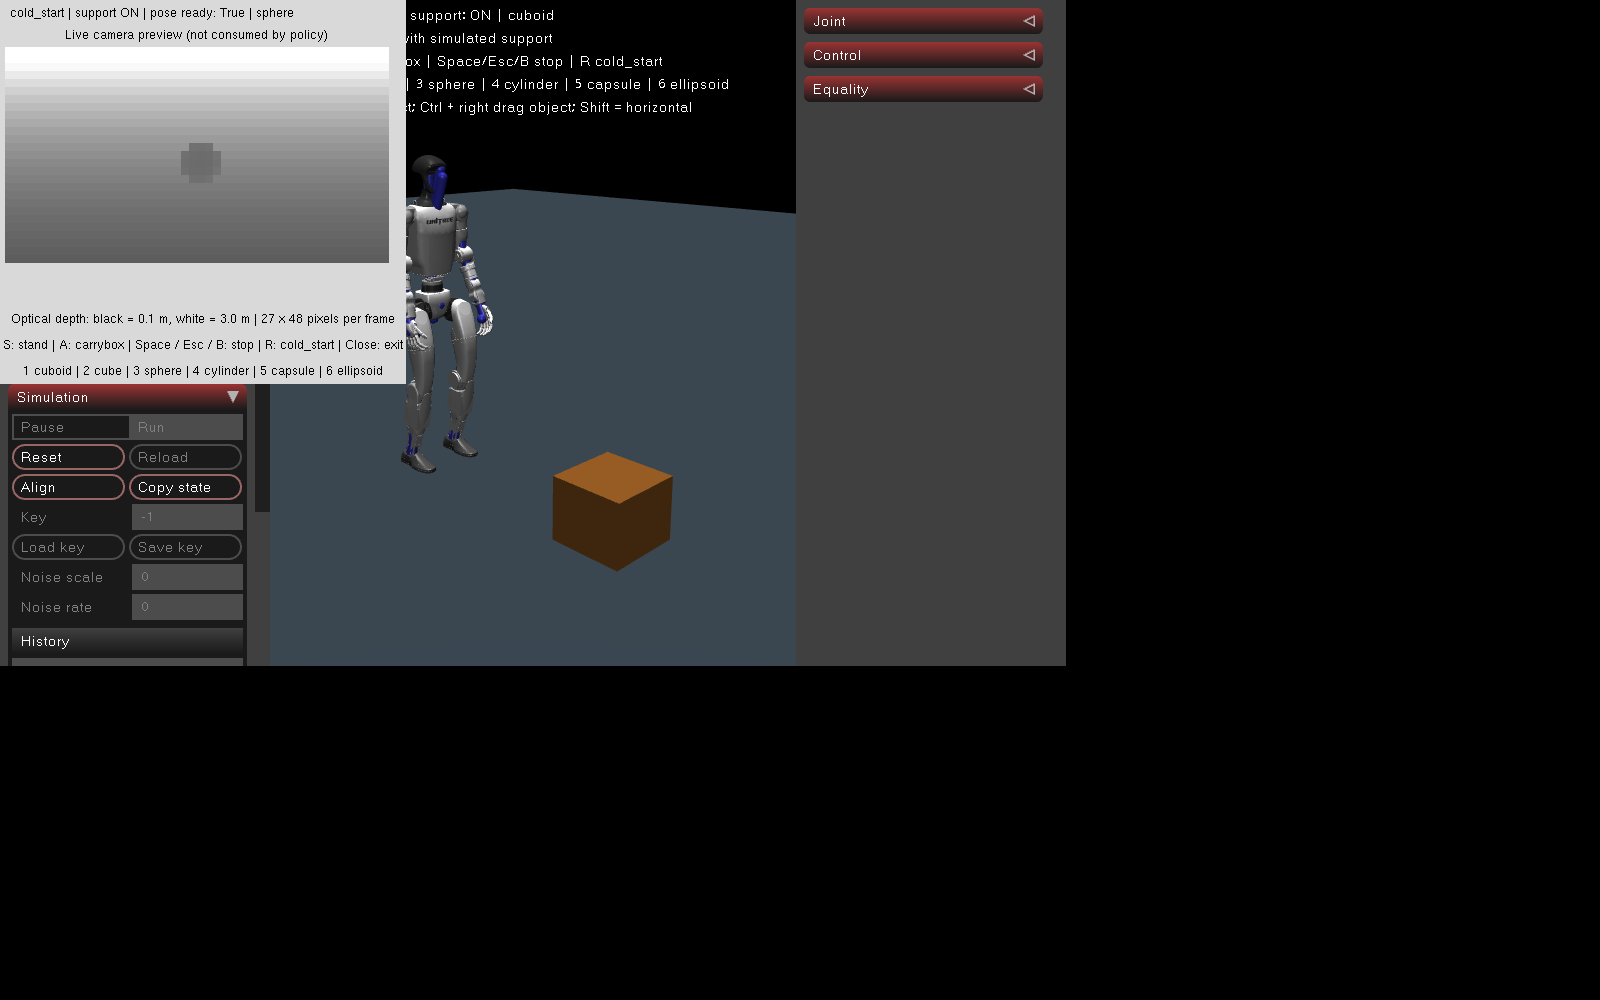 cold_start | support ON | pose ready: True | sphere
Live camera preview (not consumed by policy)
Optical depth: black = 0.1 m, white = 3.0 m | 27 x 48 pixels per frame
S: stand | A: carrybox | Space / Esc / B: stop | R: cold_start | Close: exit
1 cuboid | 2 cube | 3 sphere | 4 cylinder | 5 capsule | 6 ellipsoid
support: ON | cuboid
with simulated support
ox | Space/Esc/B stop | R cold_start
| 3 sphere | 4 cylinder | 5 capsule | 6 ellipsoid
ct; Ctrl + right drag object; Shift = horizontal
Simulation
Pause Run
Reset Reload
Align Copy state
Key -1
Load key Save key
Noise scale 0
Noise rate 0
History
Joint
Control
Equality